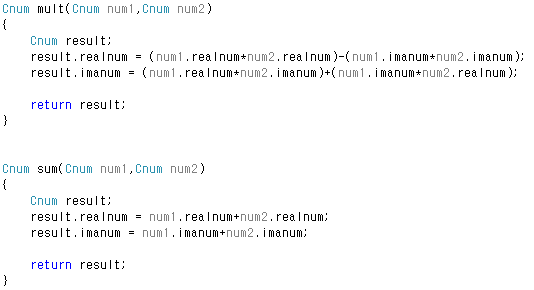 Cnum mult(Cnum num1,Cnum num2)
{
    Cnum result;
    result.realnum = (num1.realnum*num2.realnum)-(num1.imanum*num2.imanum);
    result.imanum = (num1.realnum*num2.imanum)+(num1.imanum*num2.realnum);

    return result;
}


Cnum sum(Cnum num1,Cnum num2)
{
    Cnum result;
    result.realnum = num1.realnum+num2.realnum;
    result.imanum = num1.imanum+num2.imanum;

    return result;
}